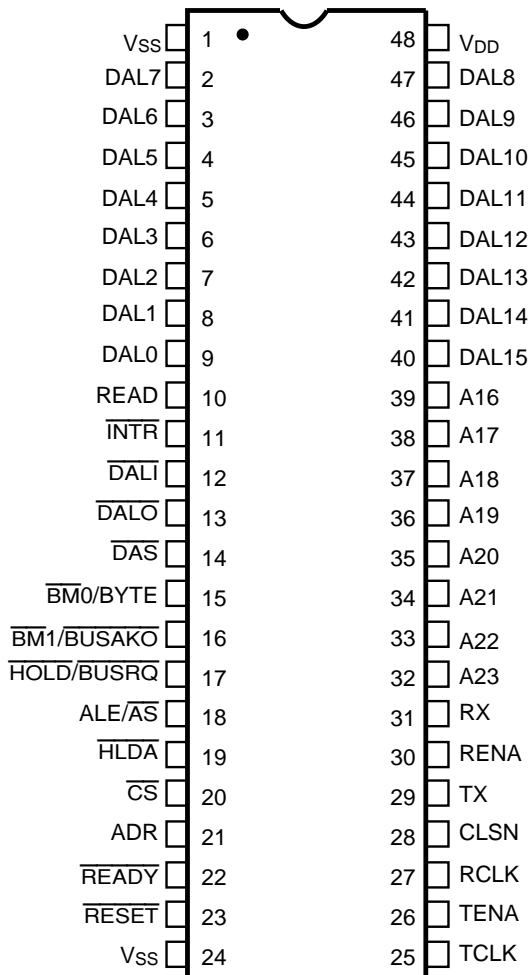 VSS 1 48 VDD
DAL7 2 47 DAL8
DAL6 3 46 DAL9
DAL5 4 45 DAL10
DAL4 5 44 DAL11
DAL3 6 43 DAL12
DAL2 7 42 DAL13
DAL1 8 41 DAL14
DAL0 9 40 DAL15
READ 10 39 A16
INTR 11 38 A17
DALI 12 37 A18
DALO 13 36 A19
DAS 14 35 A20
BM0/BYTE 15 34 A21
BM1/BUSAKO 16 33 A22
HOLD/BUSRQ 17 32 A23
ALE/AS 18 31 RX
HLDA 19 30 RENA
CS 20 29 TX
ADR 21 28 CLSN
READY 22 27 RCLK
RESET 23 26 TENA
VSS 24 25 TCLK